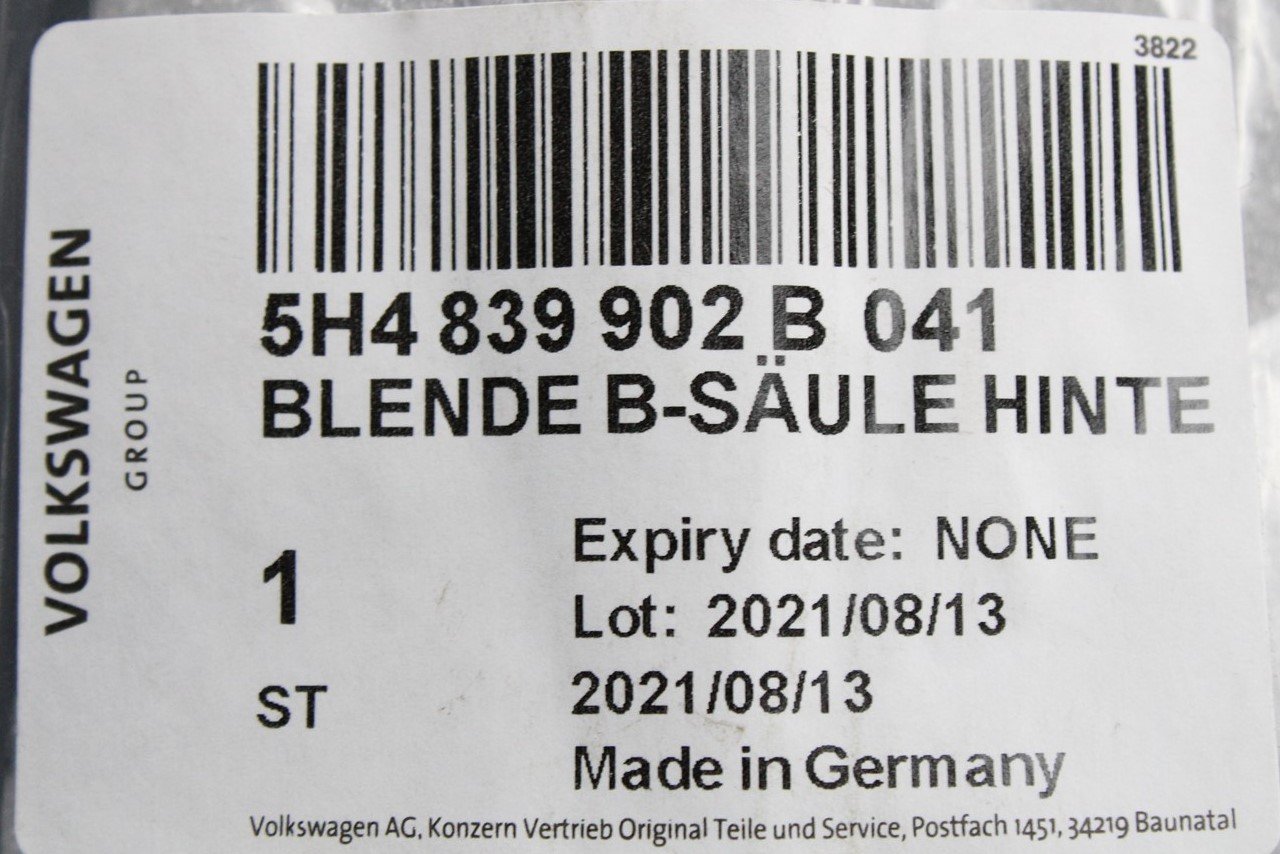 3822
5H4 839 902 B 041
BLENDE B-SÄULE HINTE
VOLKSWAGEN
GROUP
1
ST
Expiry date: NONE
Lot: 2021/08/13
2021/08/13
Made in Germany
Volkswagen AG, Konzern Vertrieb Original Teile und Service, Postfach 1451, 34219 Baunatal